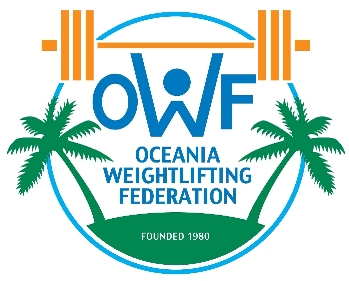 OWF
OCEANIA
WEIGHTLIFTING
FEDERATION
FOUNDED 1980